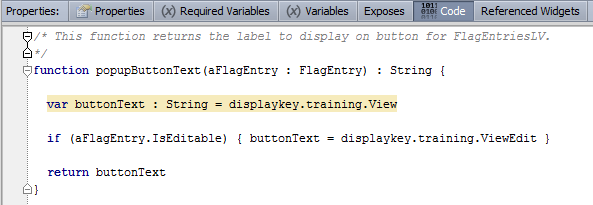 Properties: Properties (x) Required Variables (x) Variables Exposes Code Referenced Widgets
/* This function returns the label to display on button for FlagEntriesLV.
*/
function popupButtonText(aFlagEntry : FlagEntry) : String {
var buttonText : String = displaykey.training.View
if (aFlagEntry.IsEditable) { buttonText = displaykey.training.ViewEdit }
return buttonText
}